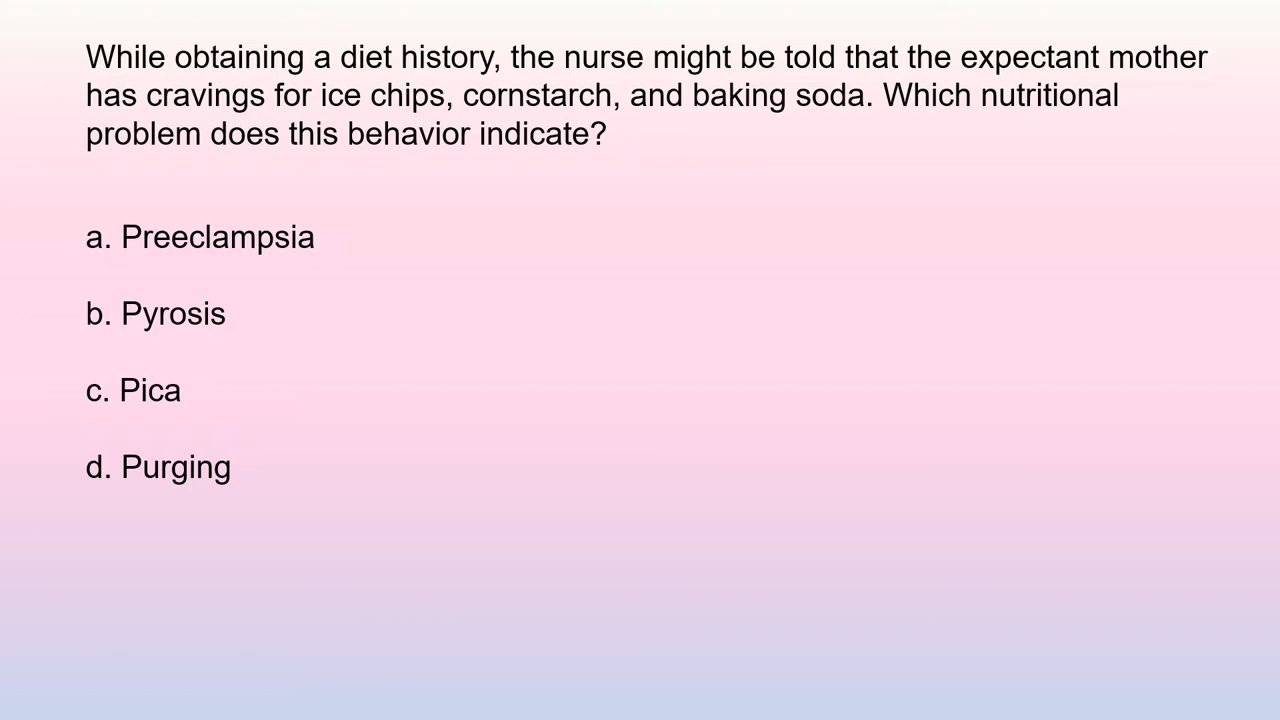 While obtaining a diet history, the nurse might be told that the expectant mother
has cravings for ice chips, cornstarch, and baking soda. Which nutritional
problem does this behavior indicate?
a. Preeclampsia
b. Pyrosis
c. Pica
d. Purging